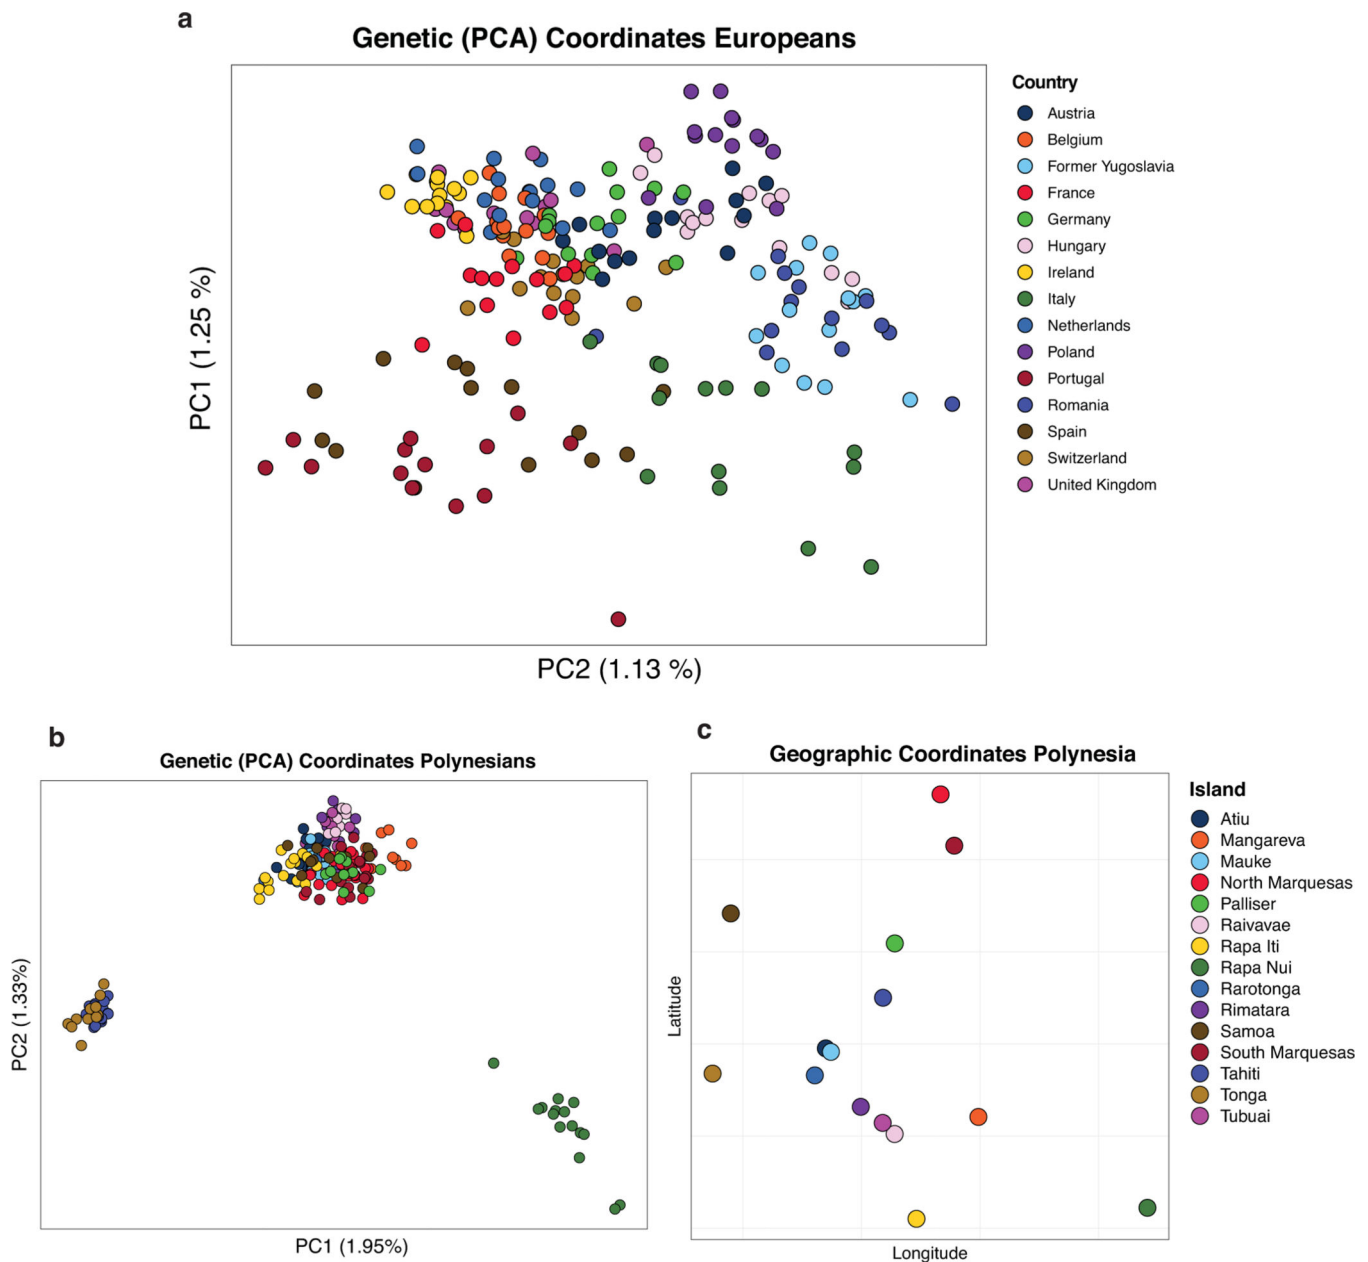 a
Genetic (PCA) Coordinates Europeans
PC1 (1.25 %)
PC2 (1.13 %)
Country
Austria
Belgium
Former Yugoslavia
France
Germany
Hungary
Ireland
Italy
Netherlands
Poland
Portugal
Romania
Spain
Switzerland
United Kingdom
b
Genetic (PCA) Coordinates Polynesians
PC2 (1.33%)
PC1 (1.95%)
c
Geographic Coordinates Polynesia
Latitude
Longitude
Island
Atiu
Mangareva
Mauke
North Marquesas
Palliser
Raivavae
Rapa Iti
Rapa Nui
Rarotonga
Rimatara
Samoa
South Marquesas
Tahiti
Tonga
Tubuai